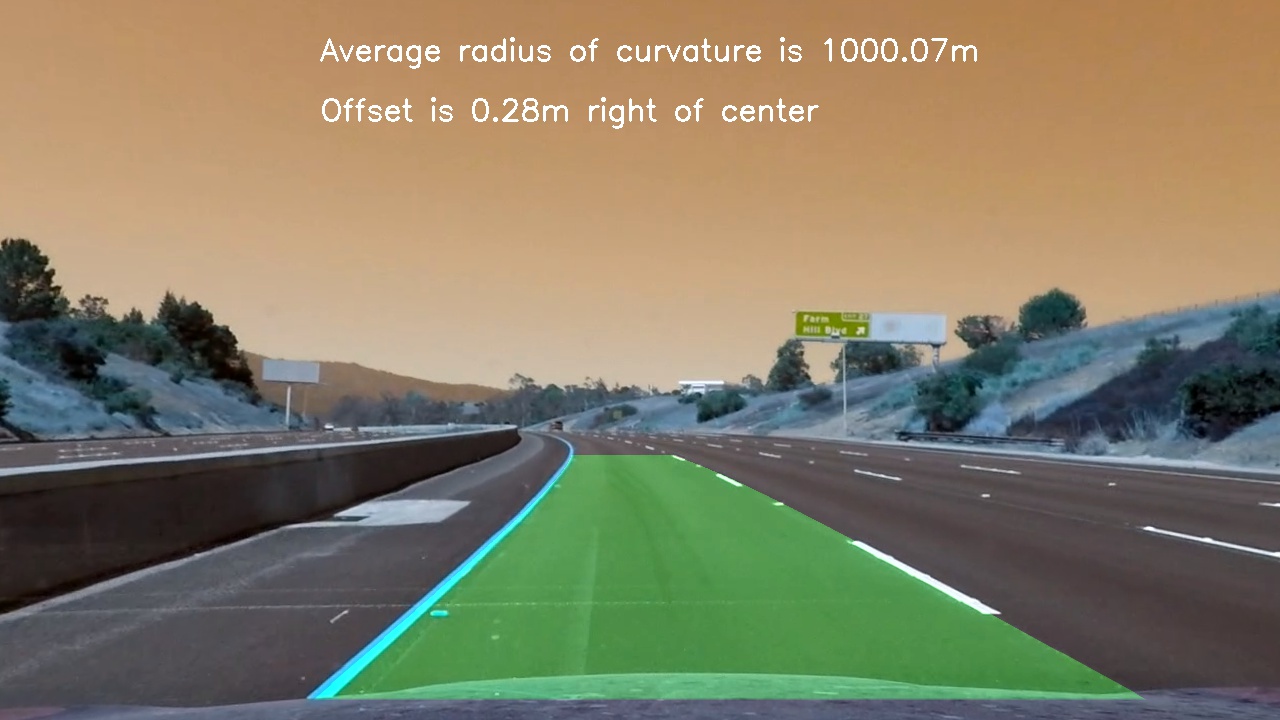 Average radius of curvature is 1000.07m
Offset is 0.28m right of center
Farm
Hill Blvd